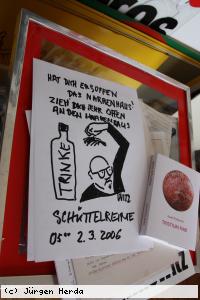 HAT DICH ERSOFFEN
DAS NARRENHAUS
ZIEH DICH SEHR OFFEN
AN DEN HAAREN RAUS
TRINKE
WITZ
SCHÜTTELREIME
05⁰⁰ 2.3.2006
(c) Jürgen Herda